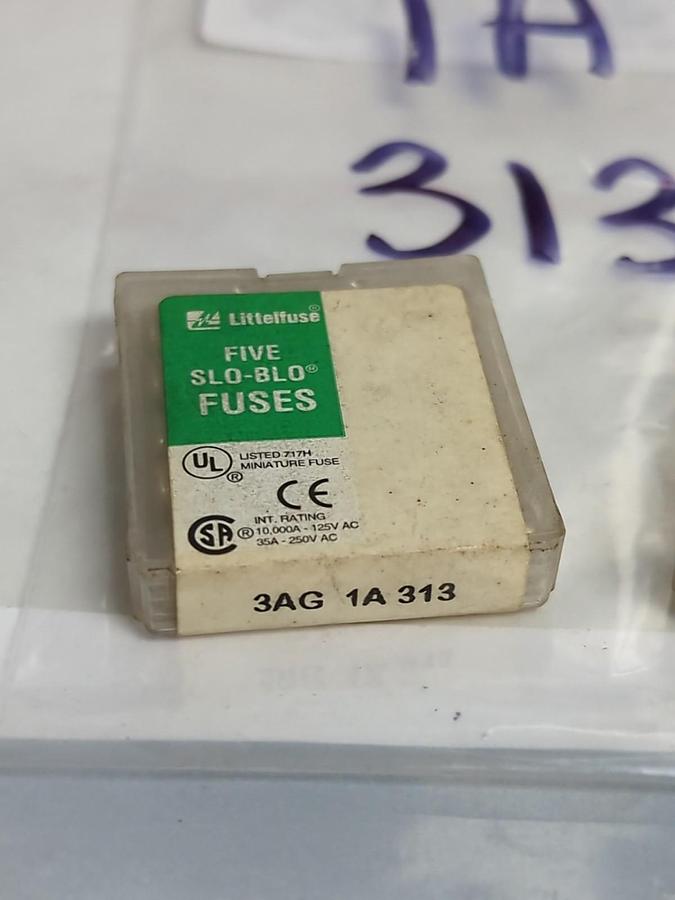 1A
313
Littelfuse®
FIVE
SLO-BLO®
FUSES
UL ®
LISTED 717H
MINIATURE FUSE
CE
SA ®
INT. RATING
10,000A - 125V AC
35A - 250V AC
3AG 1A 313